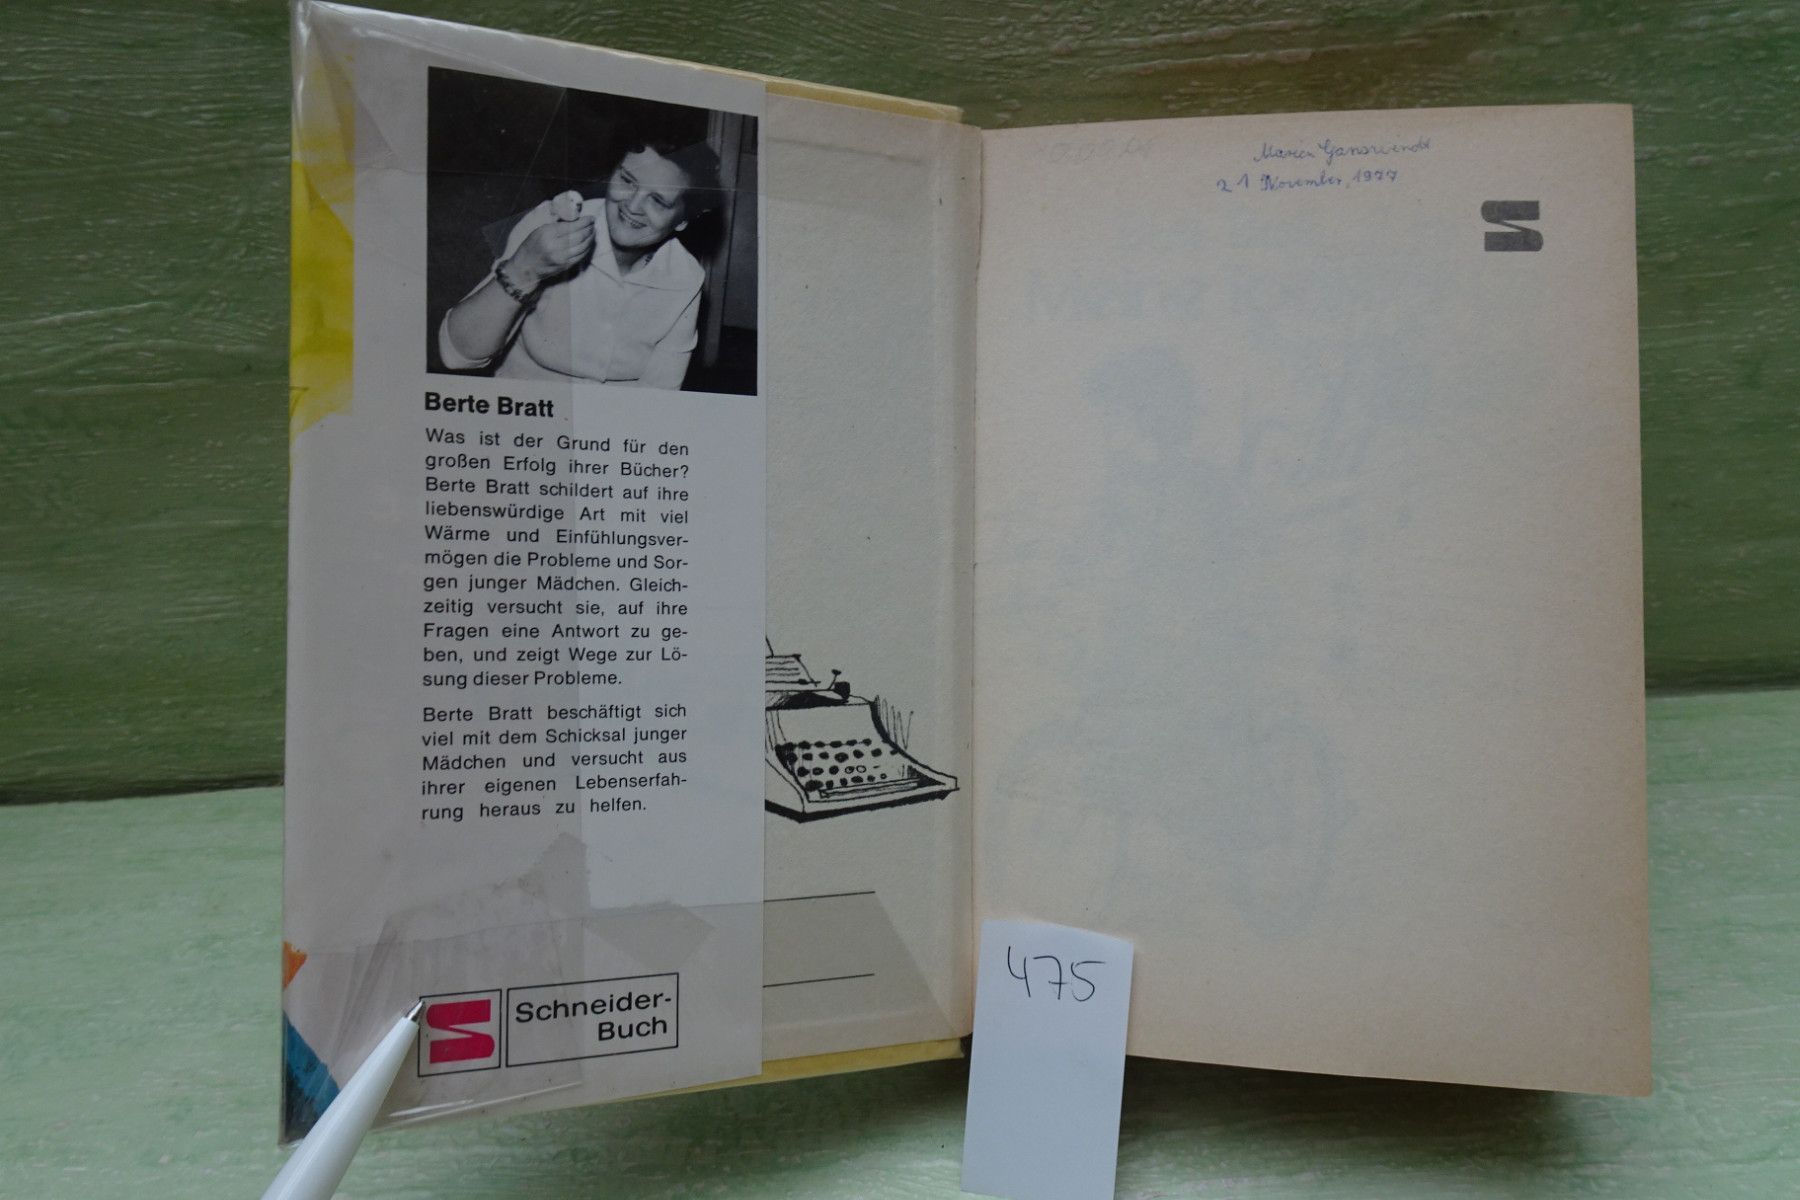 Berte Bratt
Was ist der Grund für den
großen Erfolg ihrer Bücher?
Berte Bratt schildert auf ihre
liebenswürdige Art mit viel
Wärme und Einfühlungsver-
mögen die Probleme und Sor-
gen junger Mädchen. Gleich-
zeitig versucht sie, auf ihre
Fragen eine Antwort zu ge-
ben, und zeigt Wege zur Lö-
sung dieser Probleme.
Berte Bratt beschäftigt sich
viel mit dem Schicksal junger
Mädchen und versucht aus
ihrer eigenen Lebenserfah-
rung heraus zu helfen.
Schneider-
Buch
21 November, 1977
475